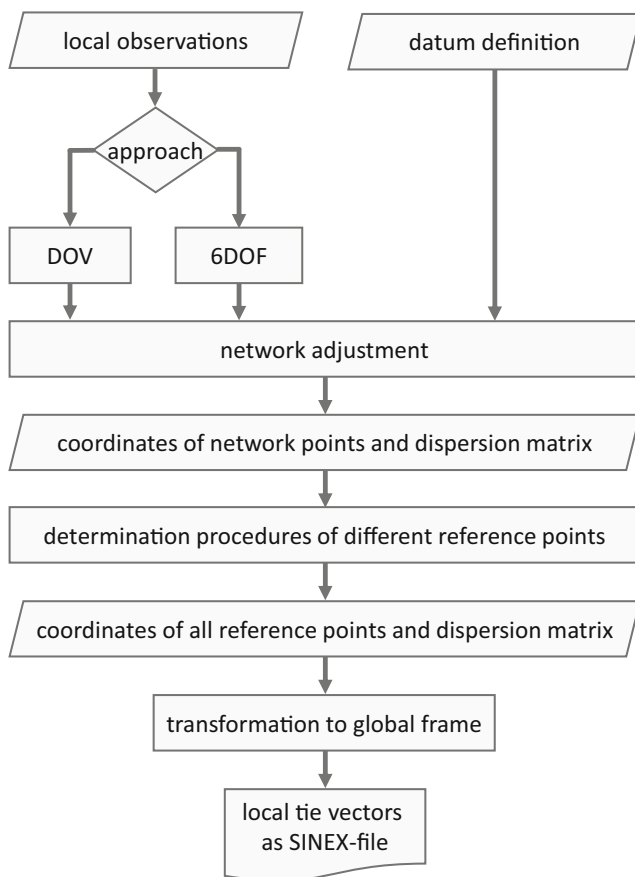 local observations
datum definition
approach
DOV
6DOF
network adjustment
coordinates of network points and dispersion matrix
determination procedures of different reference points
coordinates of all reference points and dispersion matrix
transformation to global frame
local tie vectors
as SINEX-file